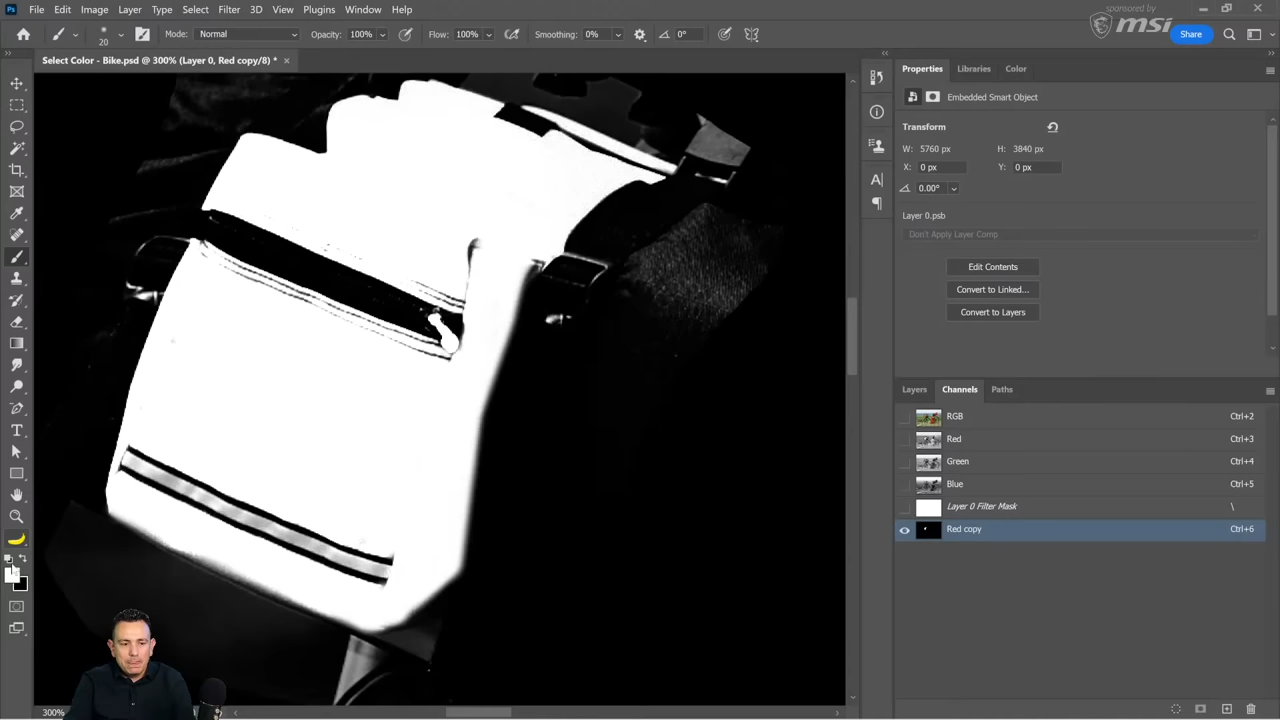 Ps File Edit Image Layer Type Select Filter 3D View Plugins Window Help
sponsored by
msi
20 Mode: Normal Opacity: 100% Flow: 100% Smoothing: 0% 0° Share
Select Color - Bike.psd @ 300% (Layer 0, Red copy/8) * ×
Properties Libraries Color
Embedded Smart Object
Transform
W: 5760 px H: 3840 px
X: 0 px Y: 0 px
0.00°
Layer 0.psb
Don't Apply Layer Comp
Edit Contents
Convert to Linked...
Convert to Layers
Layers Channels Paths
RGB Ctrl+2
Red Ctrl+3
Green Ctrl+4
Blue Ctrl+5
Layer 0 Filter Mask \
Red copy Ctrl+6
300%